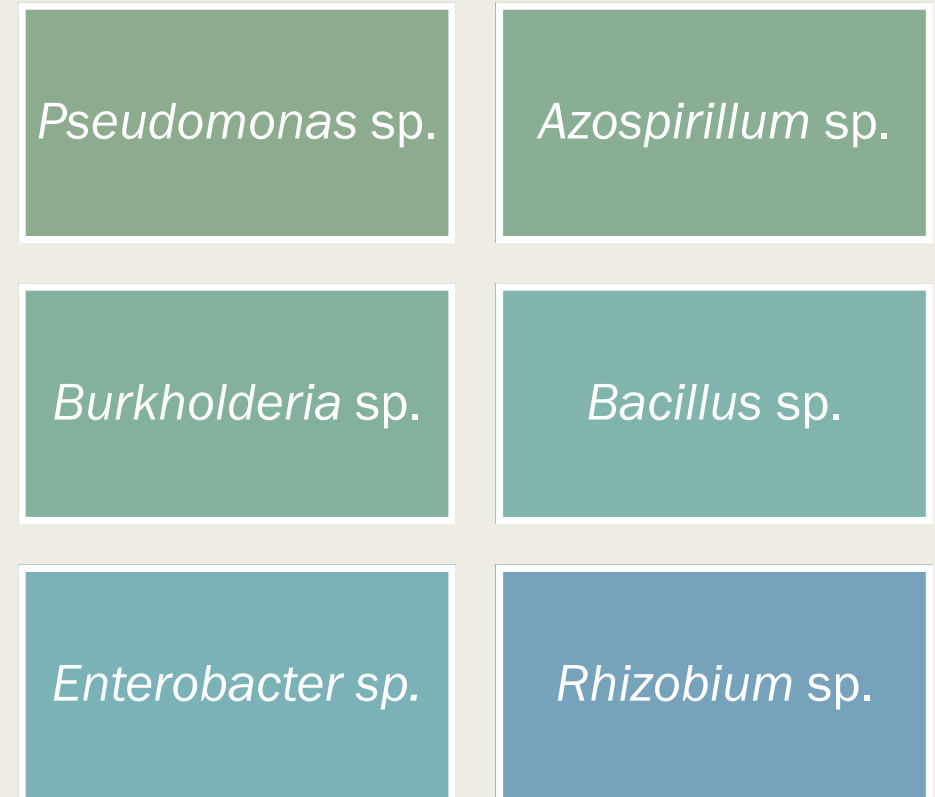 Pseudomonas sp.
Azospirillum sp.
Burkholderia sp.
Bacillus sp.
Enterobacter sp.
Rhizobium sp.